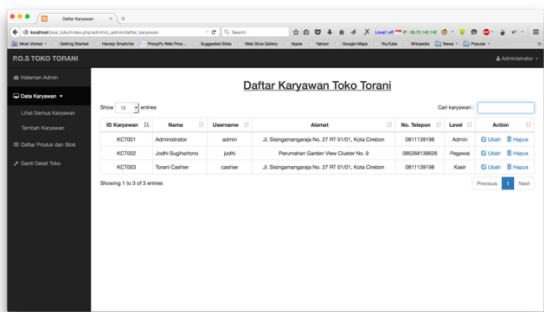 Daftar Karyawan
localhost/pos_toko/index.php/admin/c_admin/daftar_karyawan
Search
Most Visited
Getting Started
Suggested Sites
Web Slice Gallery
Apple
Yahoo!
Google Maps
YouTube
Wikipedia
News
Popular
P.O.S TOKO TORANI
Administrator
Halaman Admin
Data Karyawan
Lihat Semua Karyawan
Tambah Karyawan
Daftar Produk dan Stok
Ganti Detail Toko
Daftar Karyawan Toko Torani
Show 10 entries
Cari karyawan :
ID Karyawan Nama Username Alamat No. Telepon Level Action
KCT001 Administrator admin Jl. Sisingamangaraja No. 27 RT 01/01, Kota Cirebon 0811139198 Admin Ubah Hapus
KCT002 Jodhi Sugihartono jodhi Perumahan Garden View Cluster No. 9 085268138626 Pegawai Ubah Hapus
KCT003 Torani Cashier cashier Jl. Sisingamangaraja No. 27 RT 01/01, Kota Cirebon 0811139198 Kasir Ubah Hapus
Showing 1 to 3 of 3 entries
Previous 1 Next